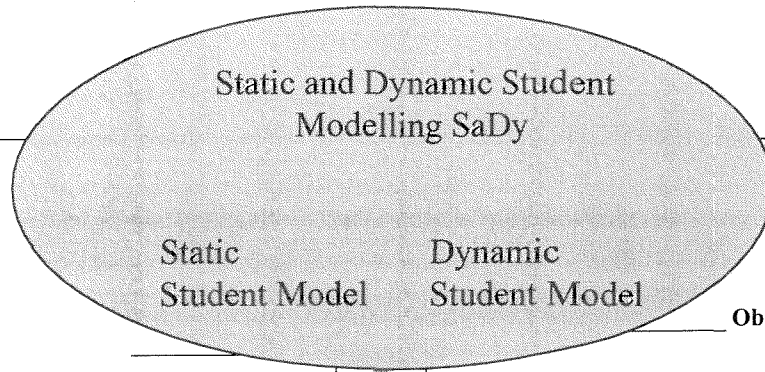 Static and Dynamic Student
Modelling SaDy
Static Dynamic
Student Model Student Model
Ob